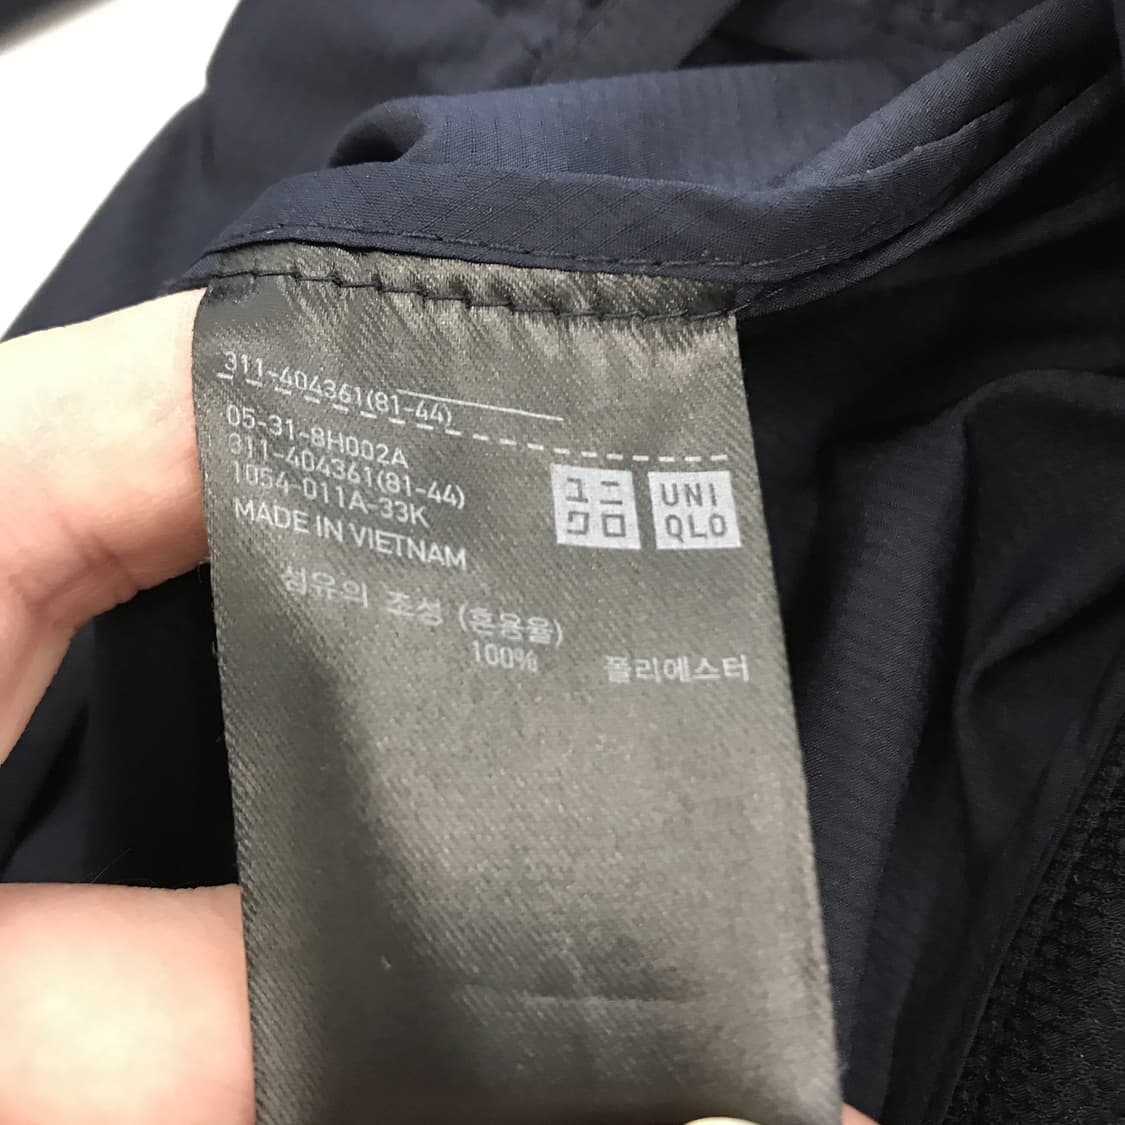 311-404361(81-44)
05-31-8H002A
311-404361(81-44)
1054-011A-33K
MADE IN VIETNAM
ユニ
クロ
UNI
QLO
섬유의 조성 (혼용율)
100% 폴리에스터